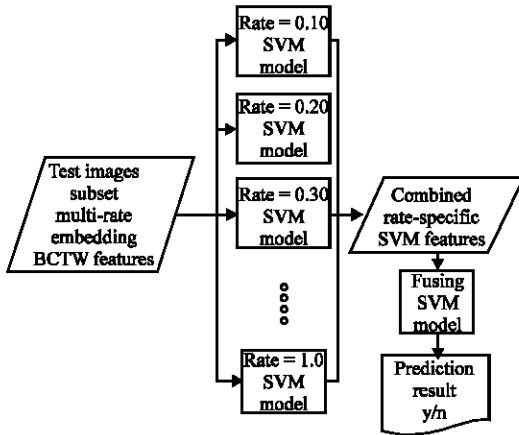 Rate = 0.10
SVM
model
Rate = 0.20
SVM
model
Test images
subset
multi-rate
embedding
BCTW features
Rate = 0.30
SVM
model
Rate = 1.0
SVM
model
Combined
rate-specific
SVM features
Fusing
SVM
model
Prediction
result
y/n